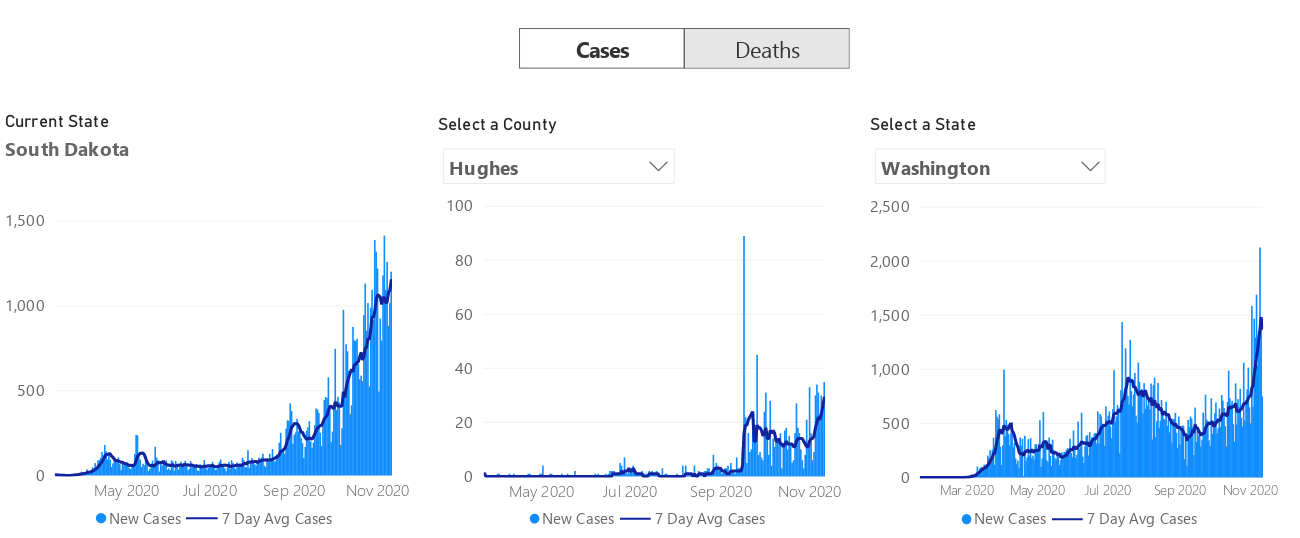 Cases Deaths
Current State
South Dakota
1,500
1,000
500
0
May 2020 Jul 2020 Sep 2020 Nov 2020
New Cases 7 Day Avg Cases
Select a County
Hughes
100
80
60
40
20
0
May 2020 Jul 2020 Sep 2020 Nov 2020
New Cases 7 Day Avg Cases
Select a State
Washington
2,500
2,000
1,500
1,000
500
0
Mar 2020 May 2020 Jul 2020 Sep 2020 Nov 2020
New Cases 7 Day Avg Cases